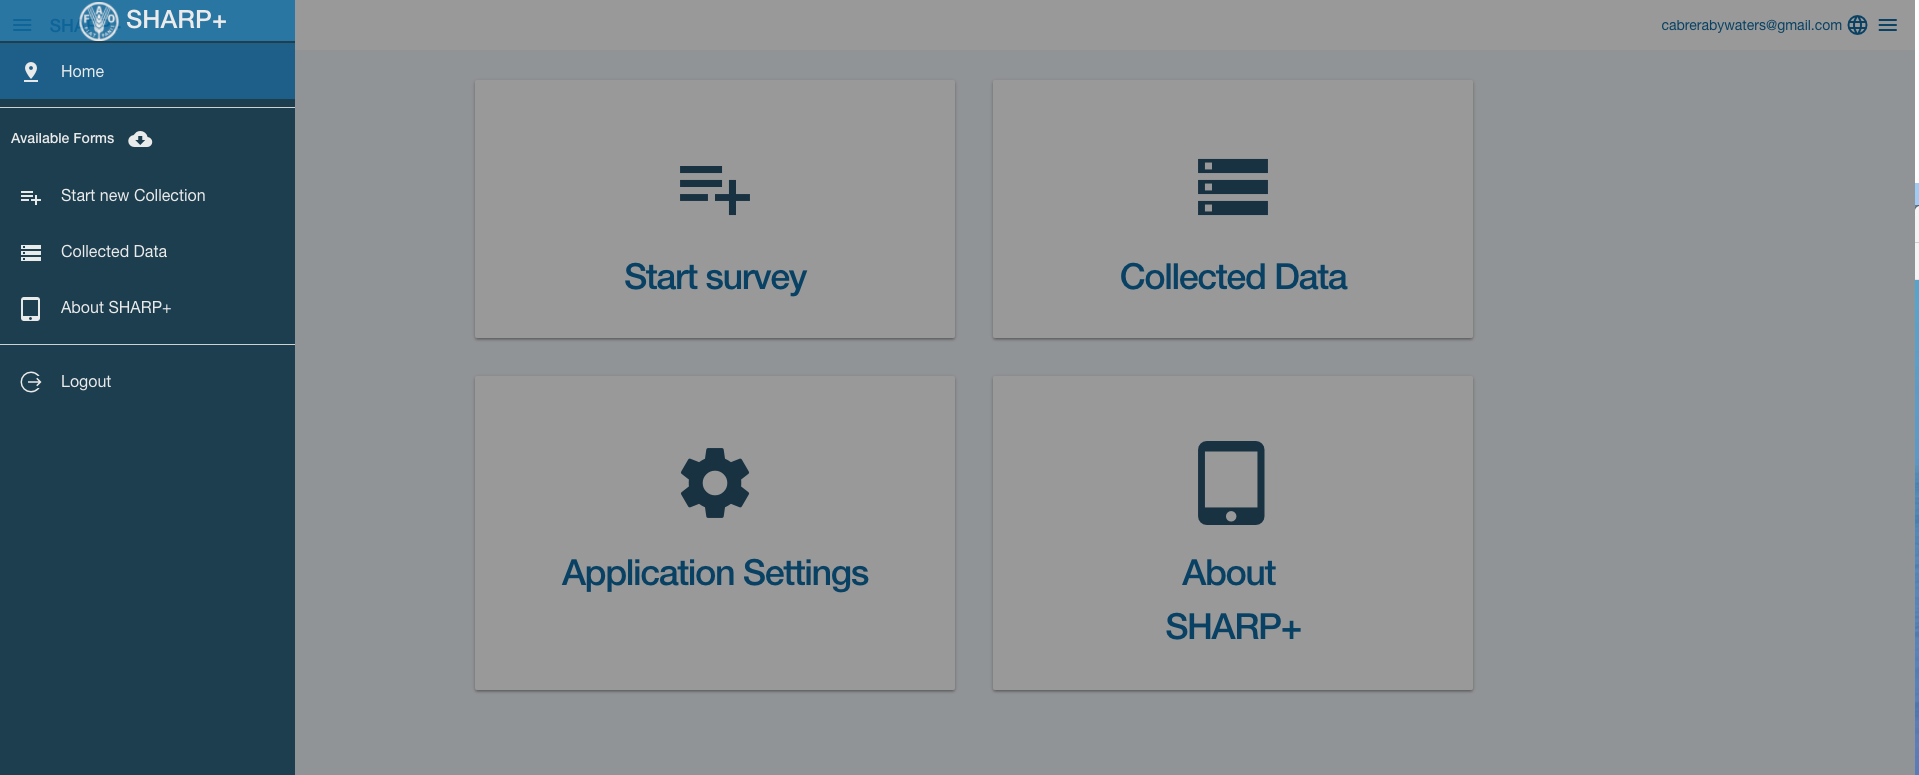 SHARP+
cabrerabywaters@gmail.com
Home
Available Forms
Start new Collection
Collected Data
About SHARP+
Logout
Start survey
Collected Data
Application Settings
About
SHARP+